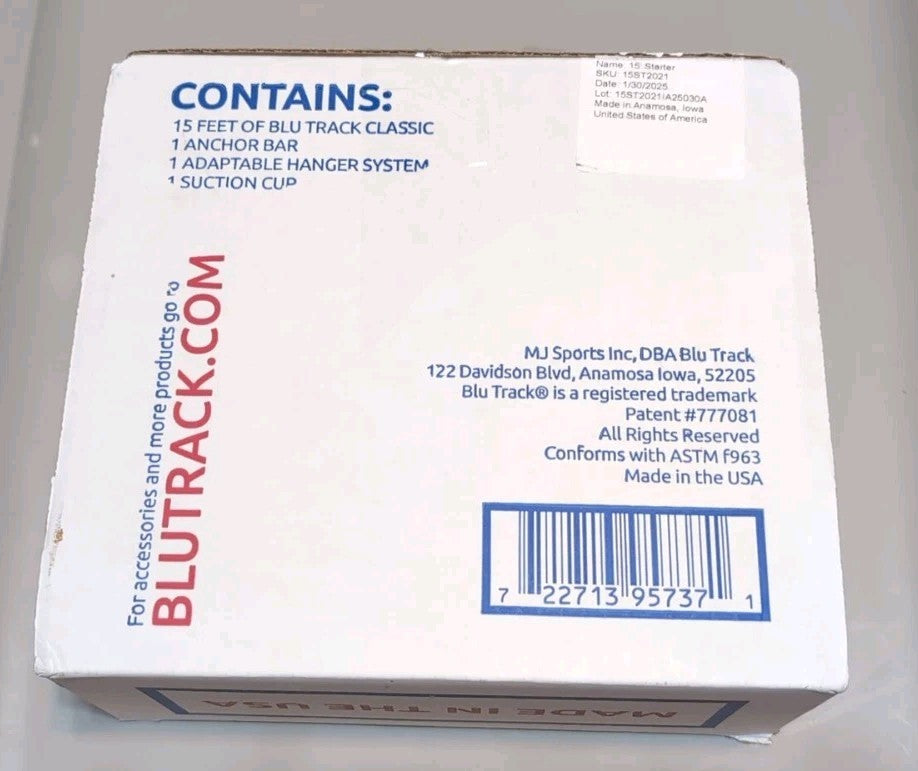 CONTAINS:
15 FEET OF BLU TRACK CLASSIC
1 ANCHOR BAR
1 ADAPTABLE HANGER SYSTEM
1 SUCTION CUP
Name: 15 Starter
SKU: 15ST2021
Date: 1/30/2025
Lot: 15ST2021/A25030A
Made in Anamosa, Iowa
United States of America
For accessories and more products go to
BLUTRACK.COM
MJ Sports Inc, DBA Blu Track
122 Davidson Blvd, Anamosa Iowa, 52205
Blu Track® is a registered trademark
Patent #777081
All Rights Reserved
Conforms with ASTM f963
Made in the USA
7 22713 95737 1
MADE IN THE USA